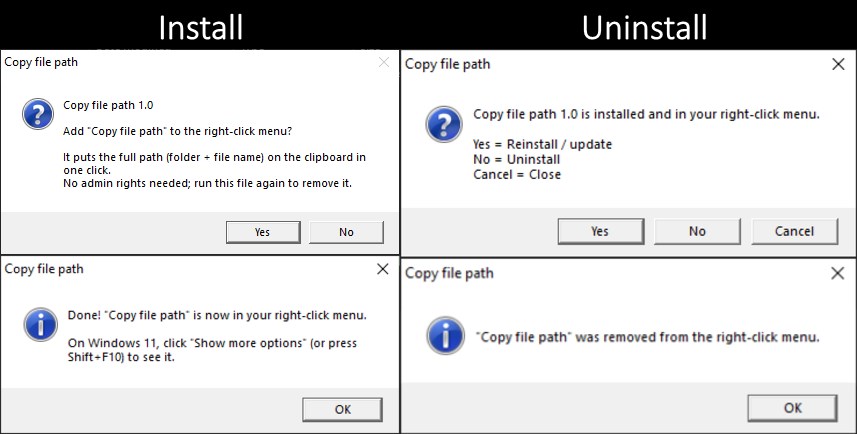 Install
Copy file path
Copy file path 1.0
Add "Copy file path" to the right-click menu?
It puts the full path (folder + file name) on the clipboard in
one click.
No admin rights needed; run this file again to remove it.
Yes
No
Copy file path
Done! "Copy file path" is now in your right-click menu.
On Windows 11, click "Show more options" (or press
Shift+F10) to see it.
OK
Uninstall
Copy file path
Copy file path 1.0 is installed and in your right-click menu.
Yes = Reinstall / update
No = Uninstall
Cancel = Close
Yes
No
Cancel
Copy file path
"Copy file path" was removed from the right-click menu.
OK